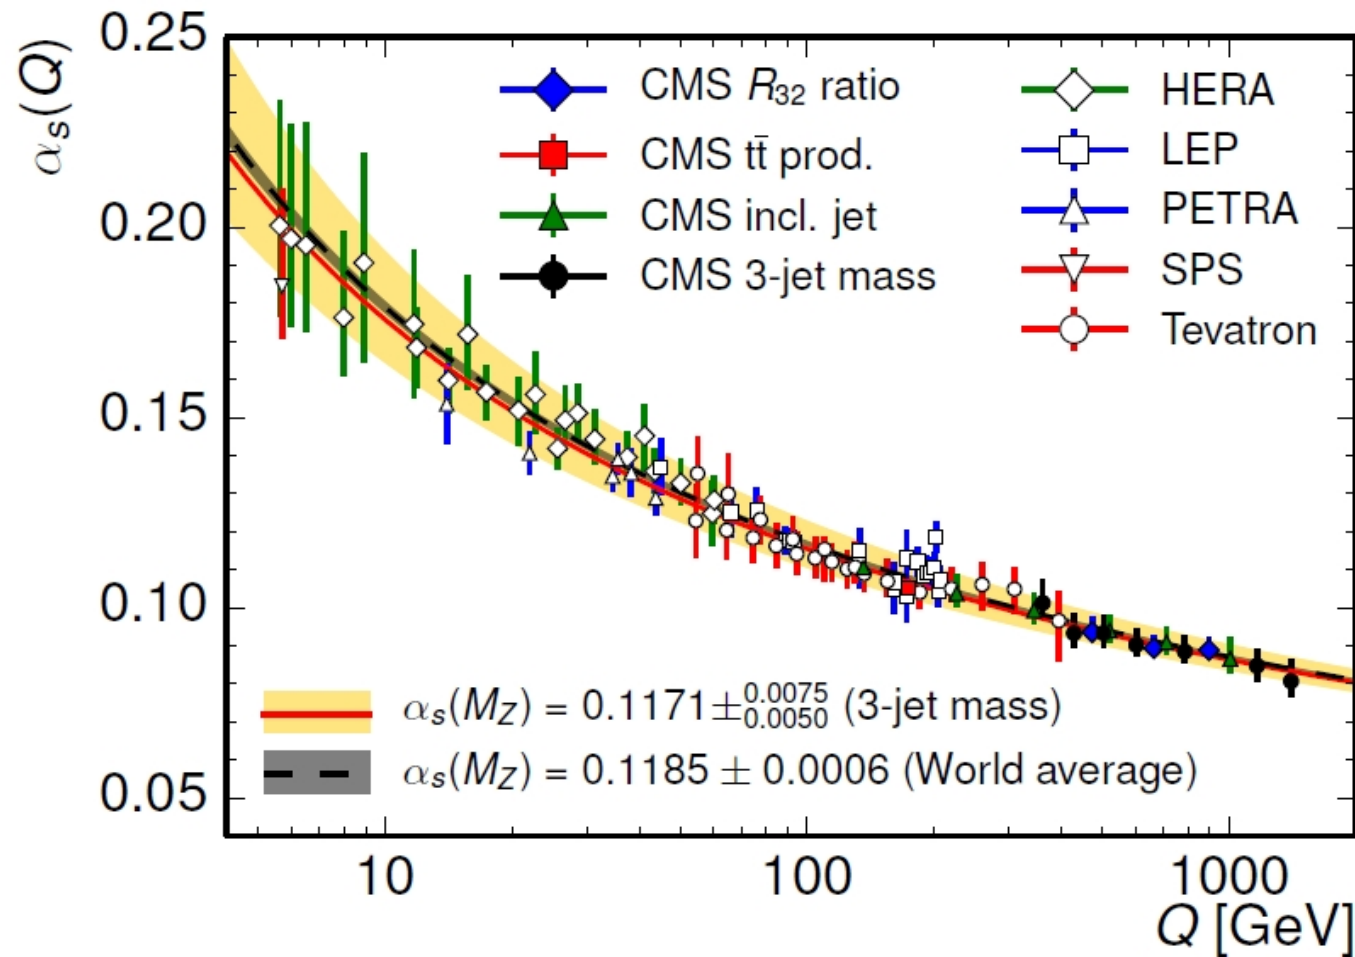 αs(Q)
0.25
0.20
0.15
0.10
0.05
CMS R32 ratio
CMS tt̄ prod.
CMS incl. jet
CMS 3-jet mass
HERA
LEP
PETRA
SPS
Tevatron
αs(MZ) = 0.1171 ± 0.0075 0.0050 (3-jet mass)
αs(MZ) = 0.1185 ± 0.0006 (World average)
10 100 1000
Q [GeV]